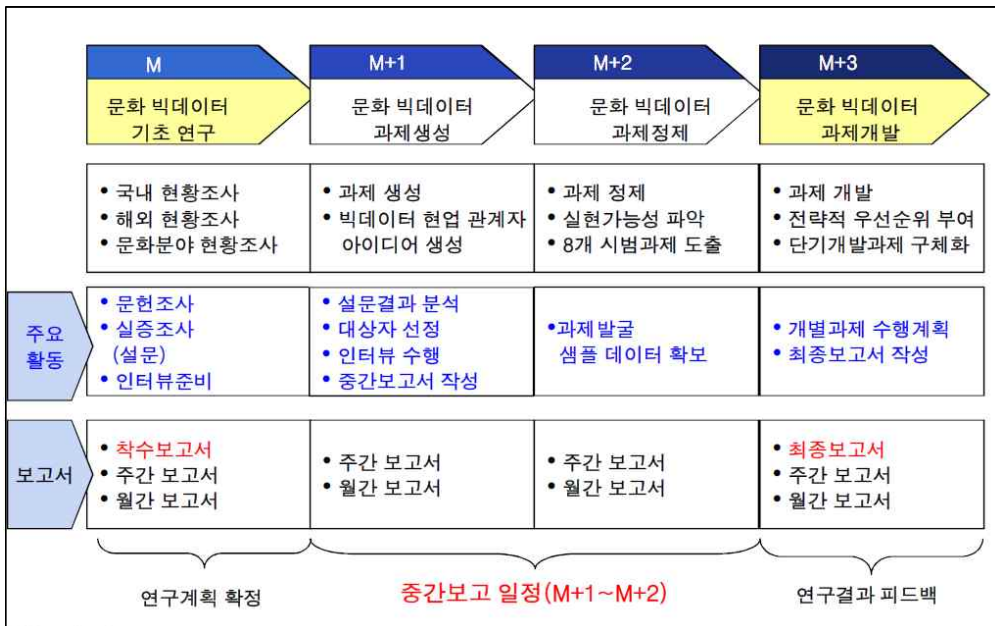 M
M+1
M+2
M+3
문화 빅데이터
기초 연구
문화 빅데이터
과제생성
문화 빅데이터
과제정제
문화 빅데이터
과제개발
• 국내 현황조사
• 해외 현황조사
• 문화분야 현황조사
• 과제 생성
• 빅데이터 현업 관계자
아이디어 생성
• 과제 정제
• 실현가능성 파악
• 8개 시범과제 도출
• 과제 개발
• 전략적 우선순위 부여
• 단기개발과제 구체화
주요
활동
• 문헌조사
• 실증조사
(설문)
• 인터뷰준비
• 설문결과 분석
• 대상자 선정
• 인터뷰 수행
• 중간보고서 작성
•과제발굴
샘플 데이터 확보
• 개별과제 수행계획
• 최종보고서 작성
보고서
• 착수보고서
• 주간 보고서
• 월간 보고서
• 주간 보고서
• 월간 보고서
• 주간 보고서
• 월간 보고서
• 최종보고서
• 주간 보고서
• 월간 보고서
연구계획 확정
중간보고 일정(M+1~M+2)
연구결과 피드백